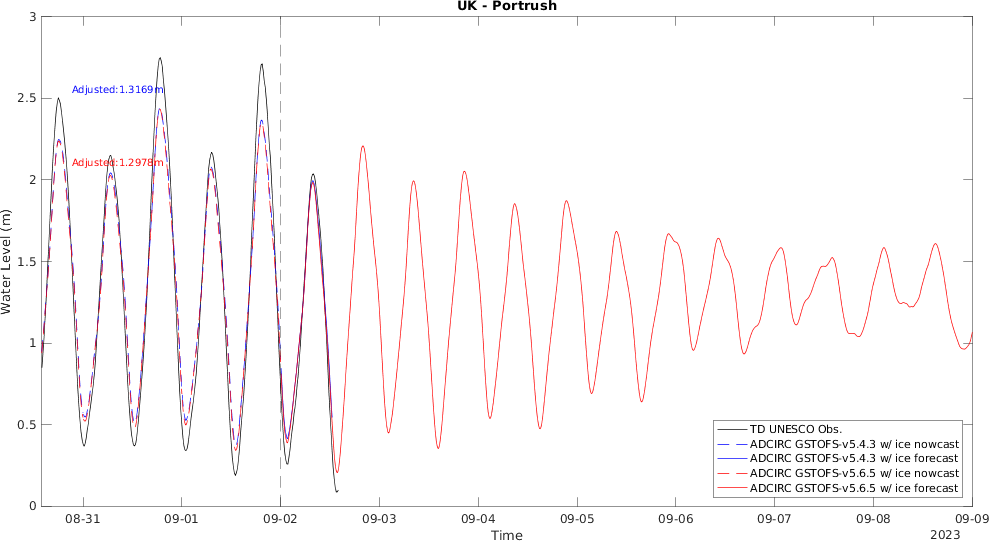 UK - Portrush
3
2.5
2
1.5
1
0.5
0
Water Level (m)
Adjusted:1.3169m
Adjusted:1.2978m
TD UNESCO Obs.
ADCIRC GSTOFS-v5.4.3 w/ ice nowcast
ADCIRC GSTOFS-v5.4.3 w/ ice forecast
ADCIRC GSTOFS-v5.6.5 w/ ice nowcast
ADCIRC GSTOFS-v5.6.5 w/ ice forecast
08-31 09-01 09-02 09-03 09-04 09-05 09-06 09-07 09-08 09-09
Time
2023